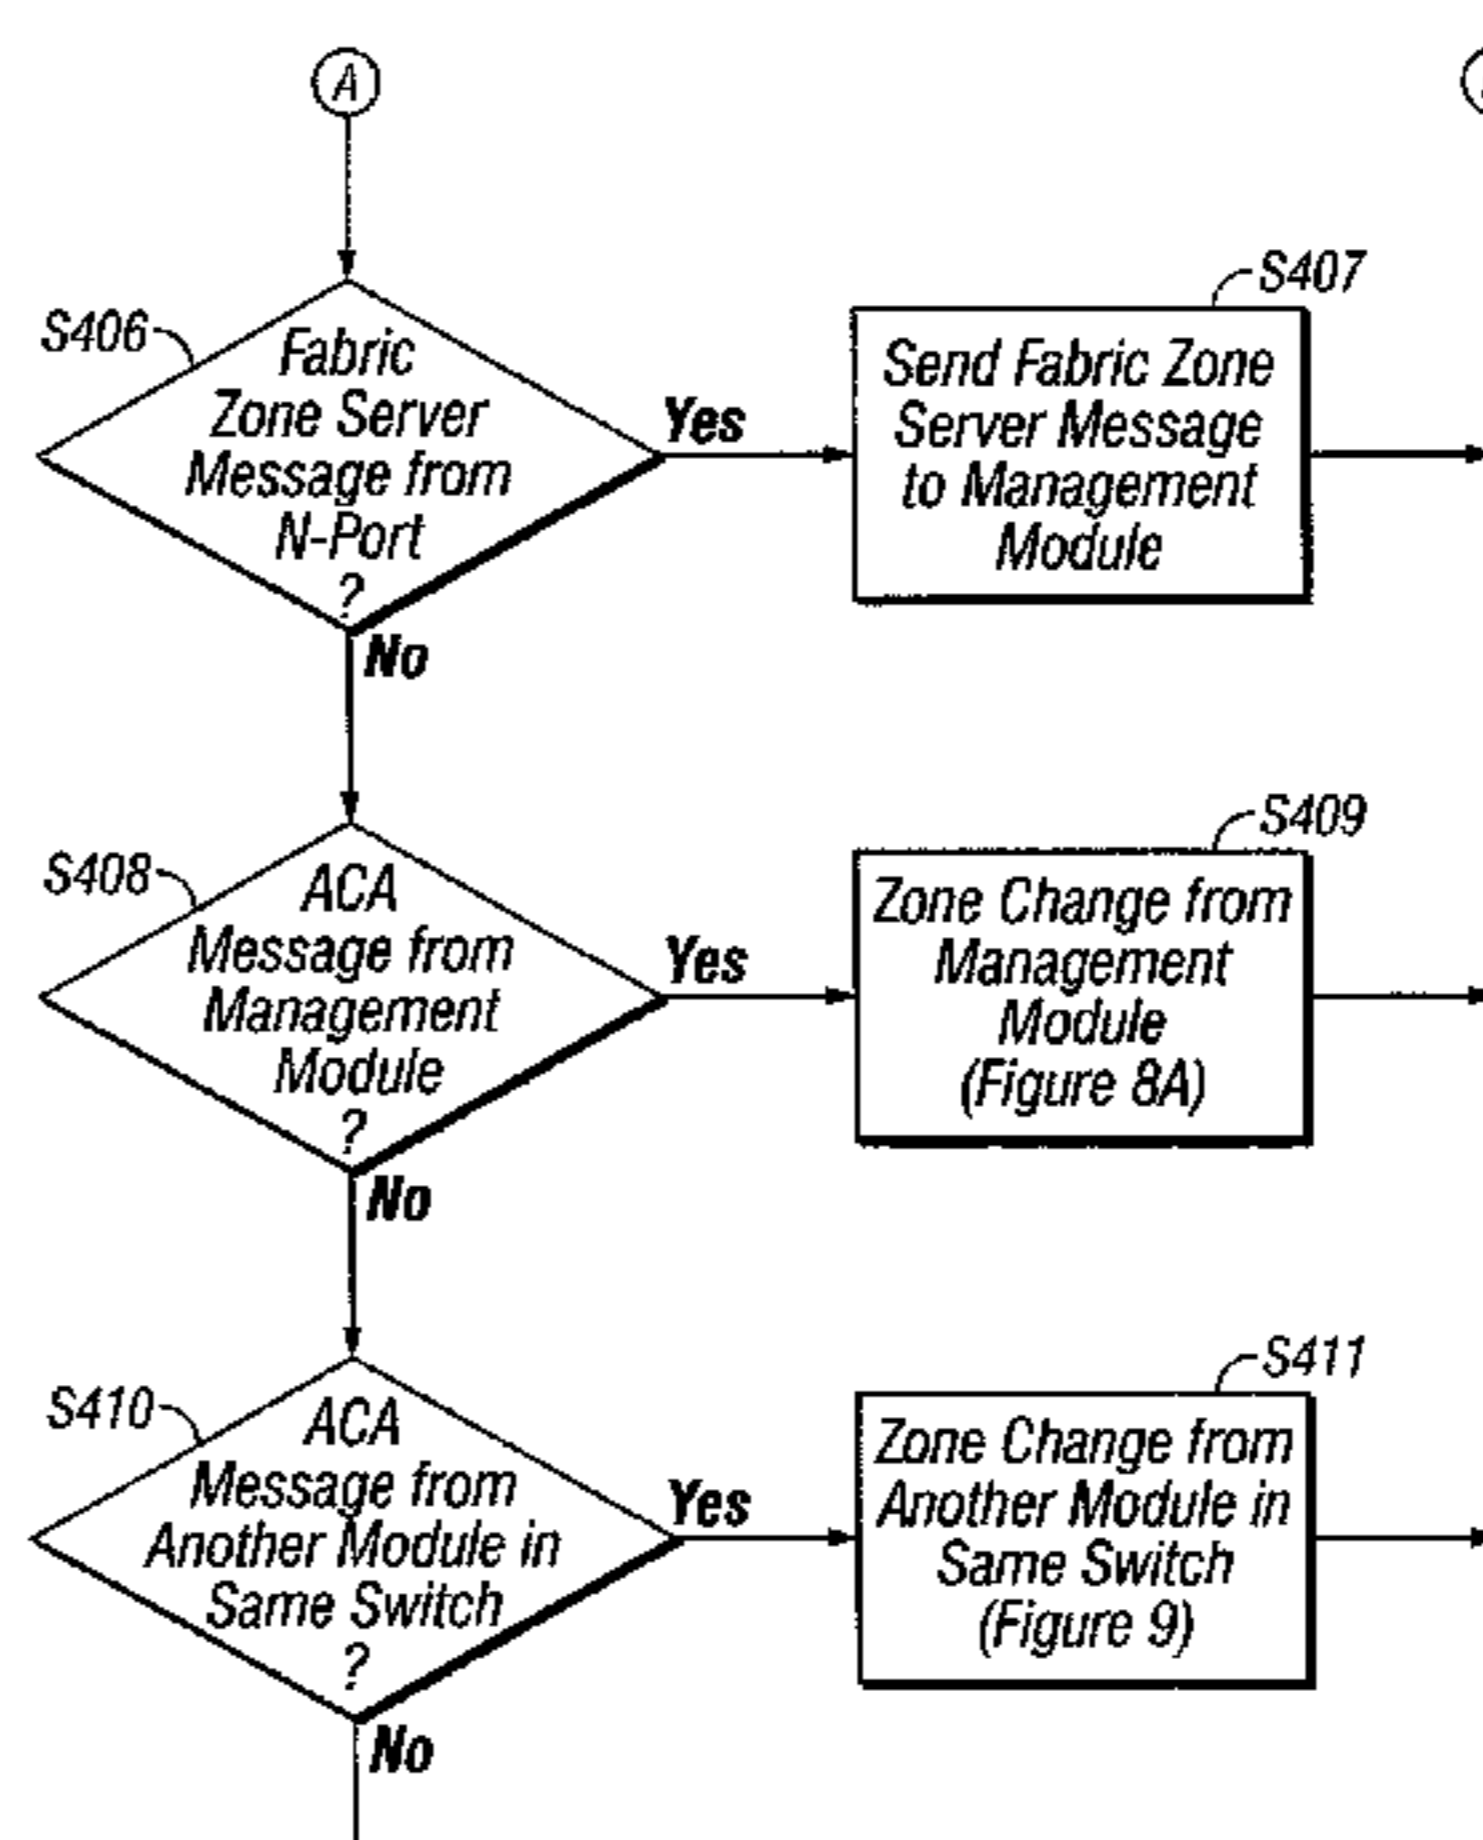 A
S406
Fabric
Zone Server
Message from
N-Port
?
Yes
No
S407
Send Fabric Zone
Server Message
to Management
Module
S408
ACA
Message from
Management
Module
?
Yes
No
S409
Zone Change from
Management
Module
(Figure 8A)
S410
ACA
Message from
Another Module in
Same Switch
?
Yes
No
S411
Zone Change from
Another Module in
Same Switch
(Figure 9)